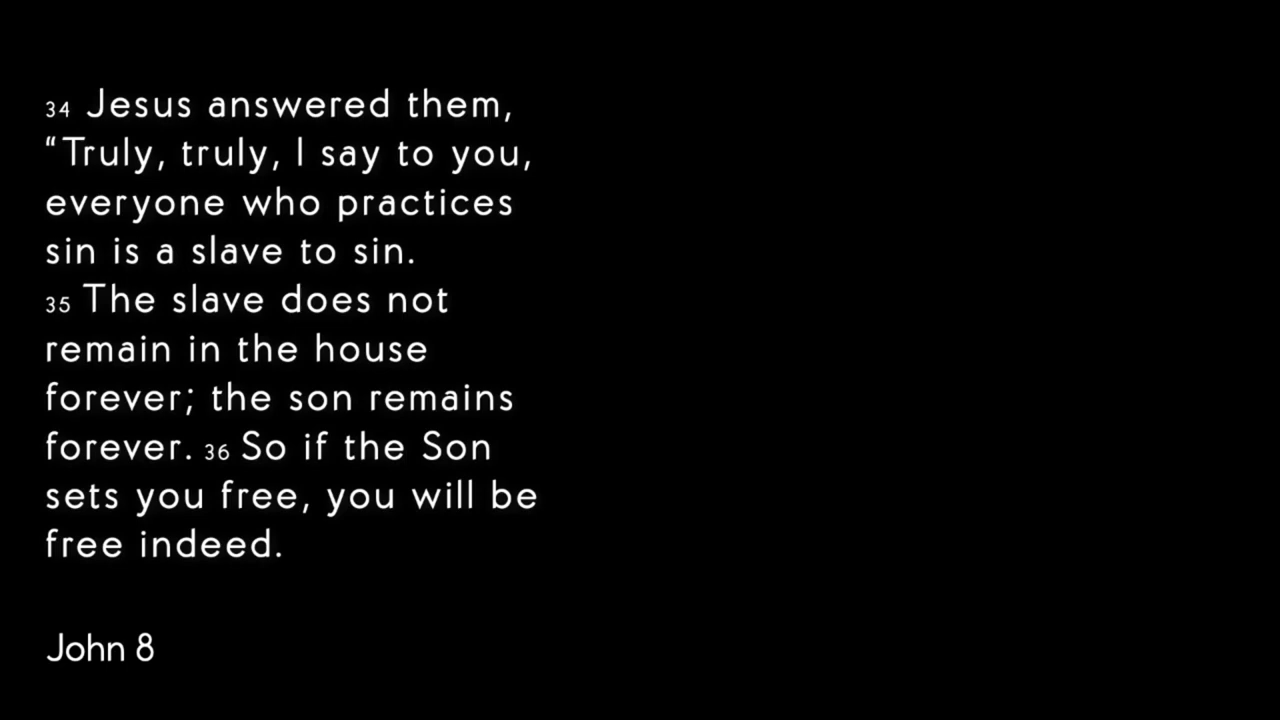 34 Jesus answered them,
“Truly, truly, I say to you,
everyone who practices
sin is a slave to sin.
35 The slave does not
remain in the house
forever; the son remains
forever. 36 So if the Son
sets you free, you will be
free indeed.
John 8